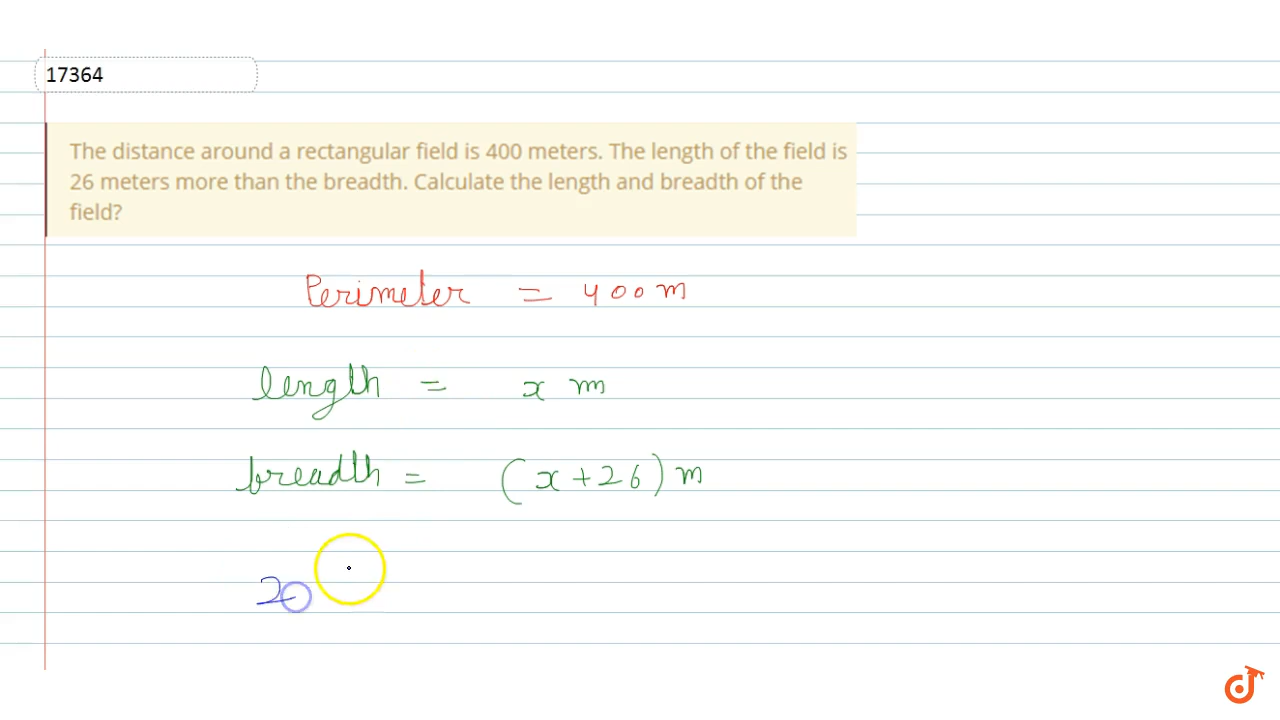 17364
The distance around a rectangular field is 400 meters. The length of the field is
26 meters more than the breadth. Calculate the length and breadth of the
field?
Perimeter = 400 m
length = x m
breadth = (x+26) m
2